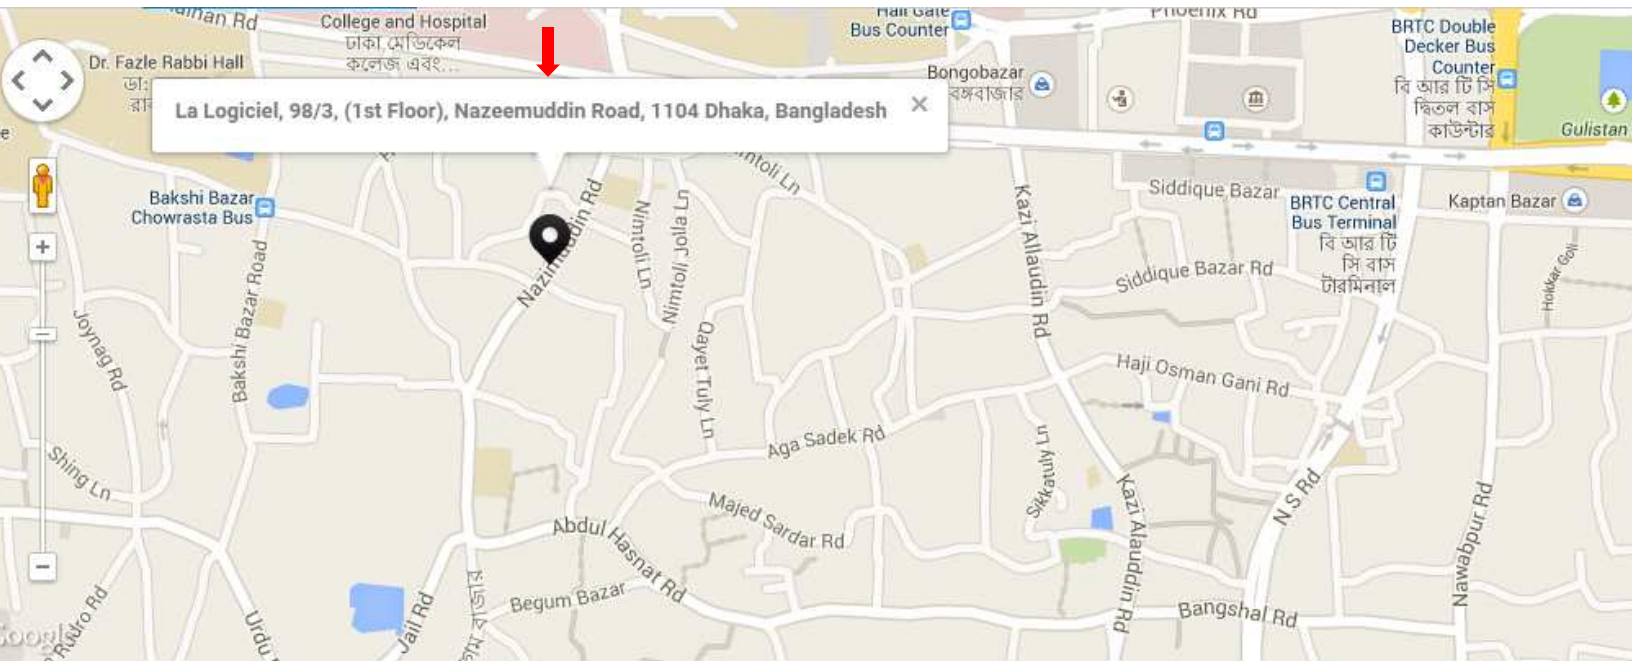 College and Hospital
ঢাকা মেডিকেল
কলেজ এবং...
Hall Gate
Bus Counter
Phoenix Rd
BRTC Double
Decker Bus
Counter
বি আর টি সি
দ্বিতল বাস
কাউন্টার
Dr. Fazle Rabbi Hall
ডা:
Bongobazar
বঙ্গবাজার
Gulistan
La Logiciel, 98/3, (1st Floor), Nazeemuddin Road, 1104 Dhaka, Bangladesh
Bakshi Bazar
Chowrasta Bus
Siddique Bazar
BRTC Central
Bus Terminal
বি আর টি
সি বাস
টারমিনাল
Kaptan Bazar
Nimtoli Ln
Nimtoli Jolla Ln
Kazi Allaudin Rd
Siddique Bazar Rd
Hokkar Goli
Joynag Rd
Bakshi Bazar Road
Qayet Tuly Ln
Haji Osman Gani Rd
Aga Sadek Rd
Sikkatuly Ln
Shing Ln
Majed Sardar Rd
Kazi Alauddin Rd
N S Rd
Nawabpur Rd
Abdul Hasnat Rd
Begum Bazar
Bangshal Rd
Jail Rd
Urdu
Rudro Rd